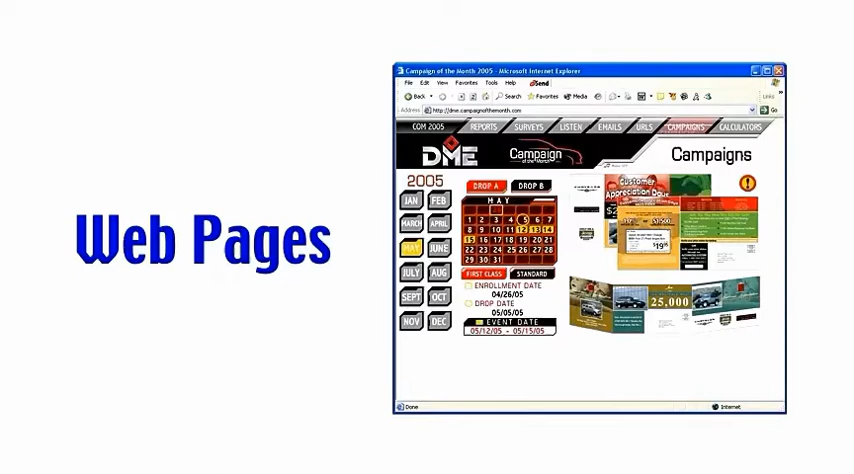 Web Pages
Campaign of the Month 2005 - Microsoft Internet Explorer
File Edit View Favorites Tools Help Send
Back Search Favorites Media Links
Address http://dme.campaignofthemonth.com Go
COM 2005 REPORTS SURVEYS LISTEN EMAILS URLS CAMPAIGNS CALCULATORS
DME Campaign of the Month Campaigns
2005
DROP A DROP B
JAN FEB
MARCH APRIL
MAY JUNE
JULY AUG
SEPT OCT
NOV DEC
MAY
1 2 3 4 5 6 7
8 9 10 11 12 13 14
15 16 17 18 19 20 21
22 23 24 25 26 27 28
29 30 31
FIRST CLASS STANDARD
ENROLLMENT DATE
04/26/05
DROP DATE
05/05/05
EVENT DATE
05/12/05 - 05/15/05
Customer
Appreciation Days
25,000
Done Internet